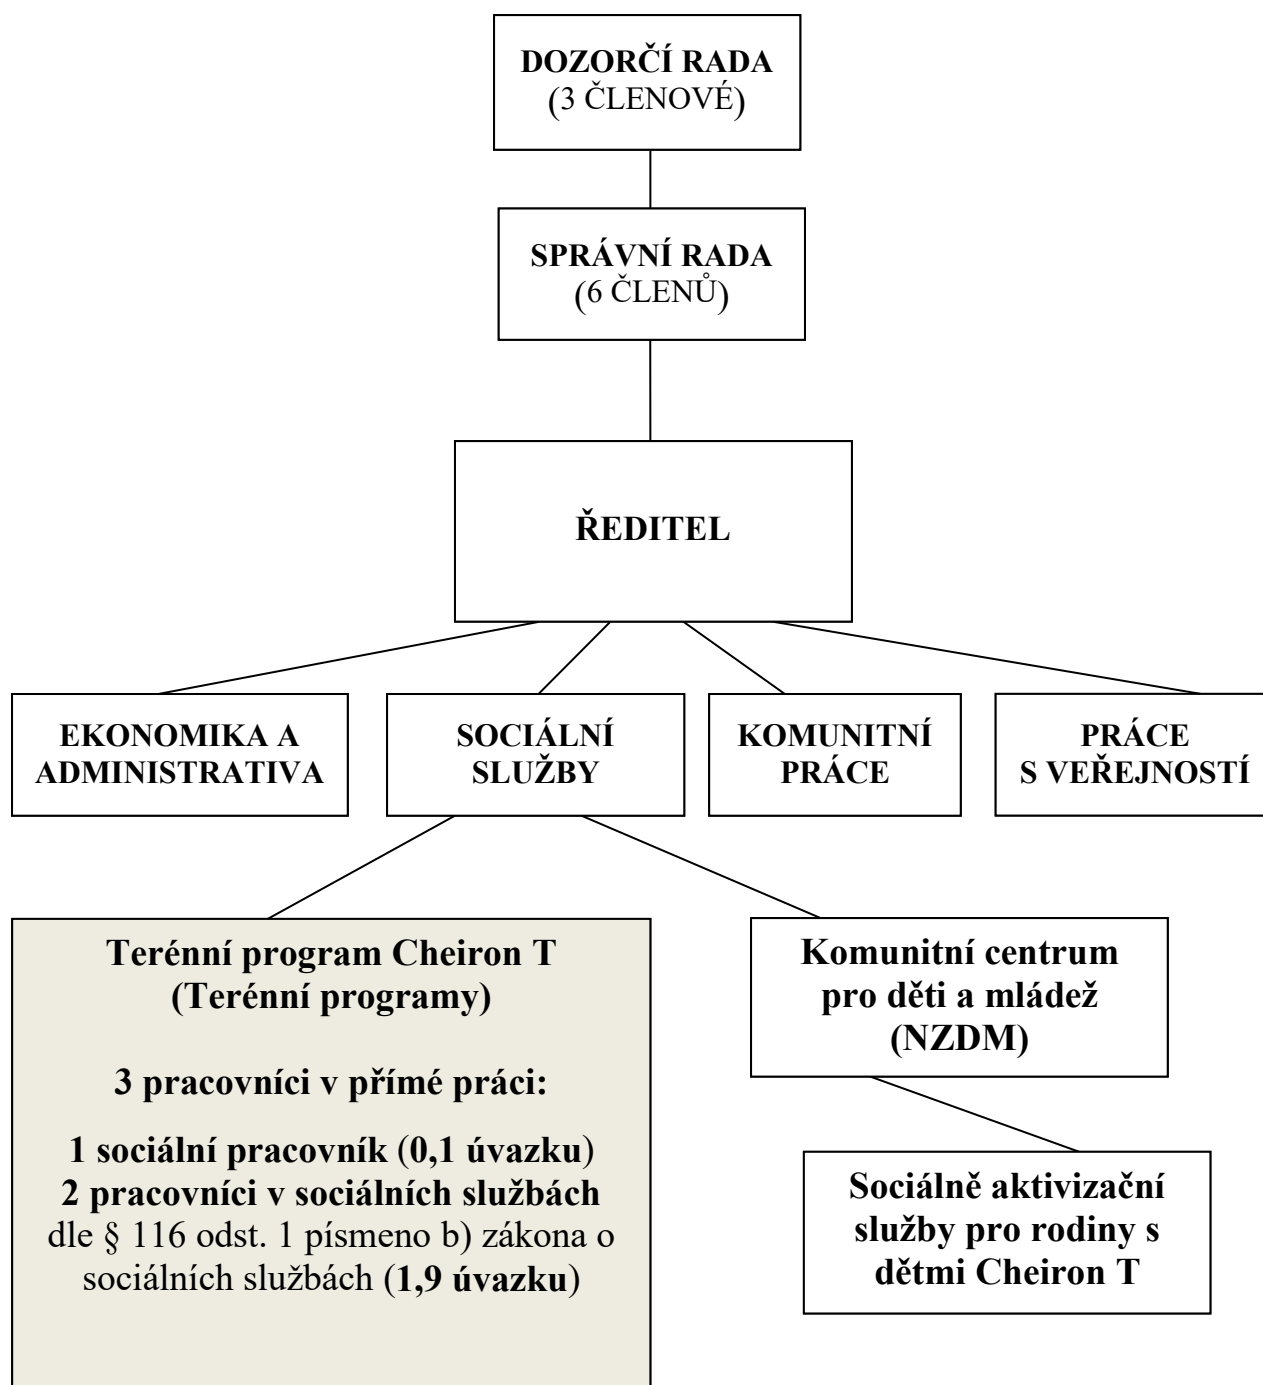 DOZORČÍ RADA
(3 ČLENOVÉ)
SPRÁVNÍ RADA
(6 ČLENŮ)
ŘEDITEL
EKONOMIKA A
ADMINISTRATIVA
SOCIÁLNÍ
SLUŽBY
KOMUNITNÍ
PRÁCE
PRÁCE
S VEŘEJNOSTÍ
Terénní program Cheiron T
(Terénní programy)
3 pracovníci v přímé práci:
1 sociální pracovník (0,1 úvazku)
2 pracovníci v sociálních službách
dle § 116 odst. 1 písmeno b) zákona o
sociálních službách (1,9 úvazku)
Komunitní centrum
pro děti a mládež
(NZDM)
Sociálně aktivizační
služby pro rodiny s
dětmi Cheiron T